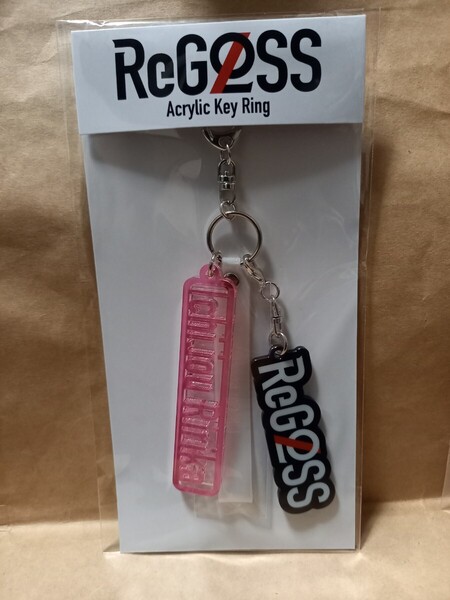 ReGLOSS
Acrylic Key Ring
Ichijou Ririka
ReGLOSS